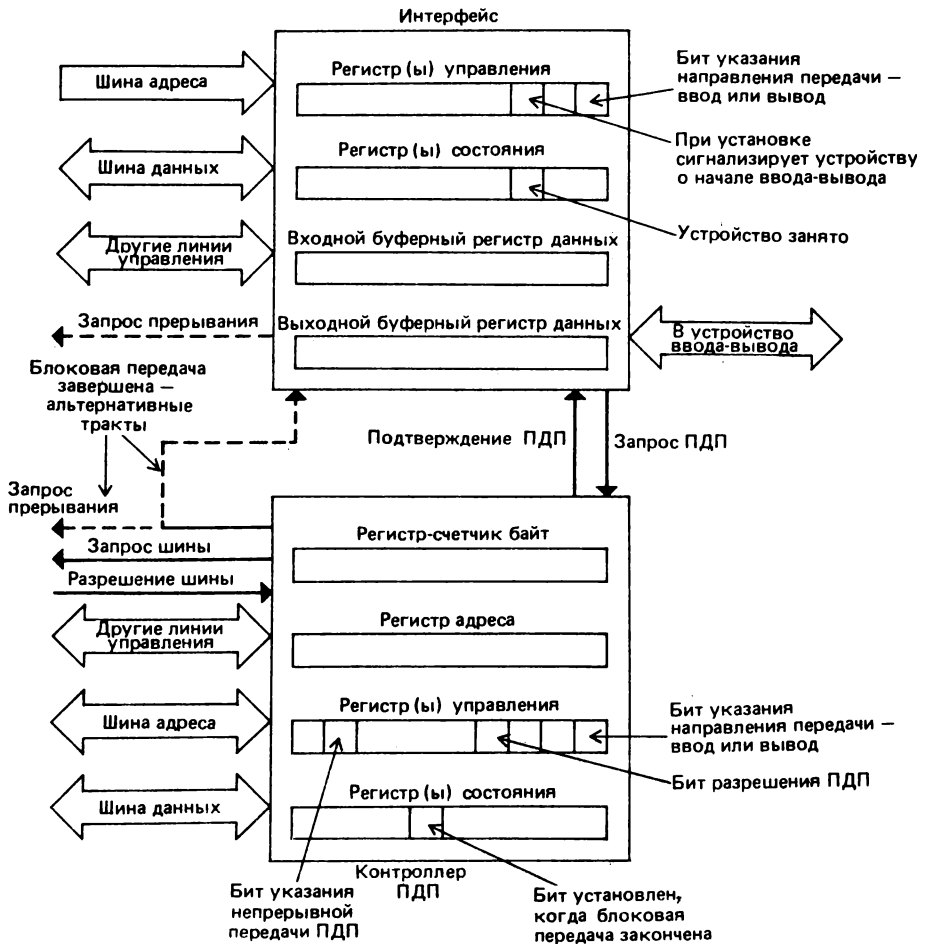 Интерфейс
Шина адреса
Регистр(ы) управления
Бит указания
направления передачи —
ввод или вывод
При установке
сигнализирует устройству
о начале ввода-вывода
Шина данных
Регистр(ы) состояния
Устройство занято
Другие линии
управления
Входной буферный регистр данных
Запрос прерывания
Выходной буферный регистр данных
В устройство
ввода-вывода
Блоковая передача
завершена —
альтернативные
тракты
Подтверждение ПДП
Запрос ПДП
Запрос
прерывания
Запрос шины
Разрешение шины
Регистр-счетчик байт
Другие линии
управления
Регистр адреса
Шина адреса
Регистр(ы) управления
Бит указания
направления передачи —
ввод или вывод
Бит разрешения ПДП
Шина данных
Регистр(ы) состояния
Контроллер
ПДП
Бит указания
непрерывной
передачи ПДП
Бит установлен,
когда блоковая
передача закончена